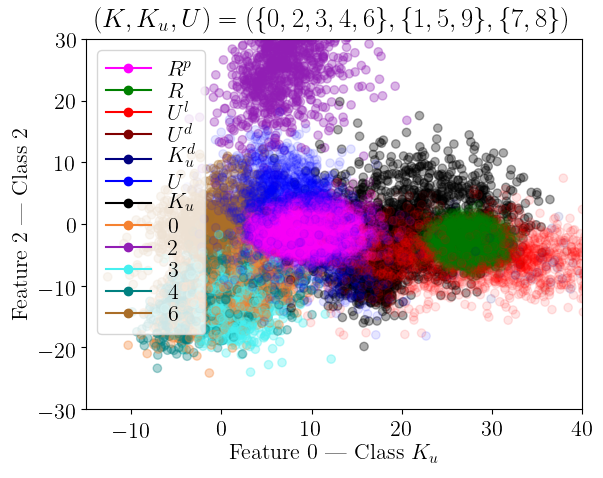 (K, K_u, U) = ({0, 2, 3, 4, 6}, {1, 5, 9}, {7, 8})
30
20
10
0
−10
−20
−30
Feature 2 — Class 2
R^p
R
U^l
U^d
K_u^d
U
K_u
0
2
3
4
6
−10
0
10
20
30
40
Feature 0 — Class K_u